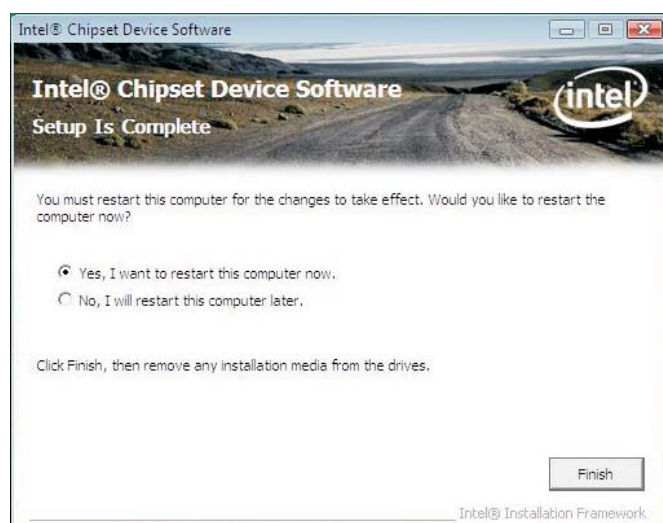 Intel® Chipset Device Software
Intel® Chipset Device Software
intel
Setup Is Complete
You must restart this computer for the changes to take effect. Would you like to restart the
computer now?
Yes, I want to restart this computer now.
No, I will restart this computer later.
Click Finish, then remove any installation media from the drives.
Finish
Intel® Installation Framework